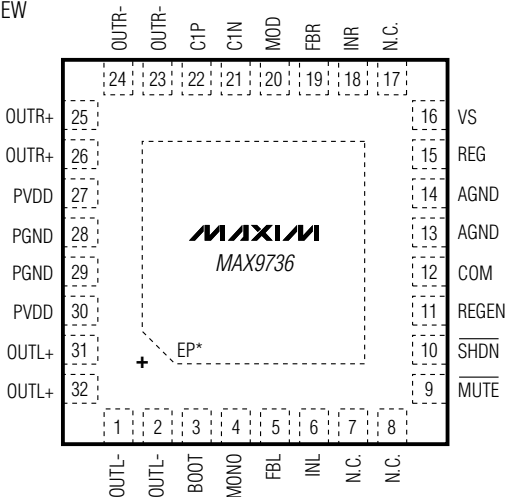 EW
OUTR-
OUTR-
C1P
C1N
MOD
FBR
INR
N.C.
24 23 22 21 20 19 18 17
OUTR+ 25
OUTR+ 26
PVDD 27
PGND 28
PGND 29
PVDD 30
OUTL+ 31
OUTL+ 32
MAXIM
MAX9736
+
EP*
16 VS
15 REG
14 AGND
13 AGND
12 COM
11 REGEN
10 SHDN
9 MUTE
1 2 3 4 5 6 7 8
OUTL-
OUTL-
BOOT
MONO
FBL
INL
N.C.
N.C.